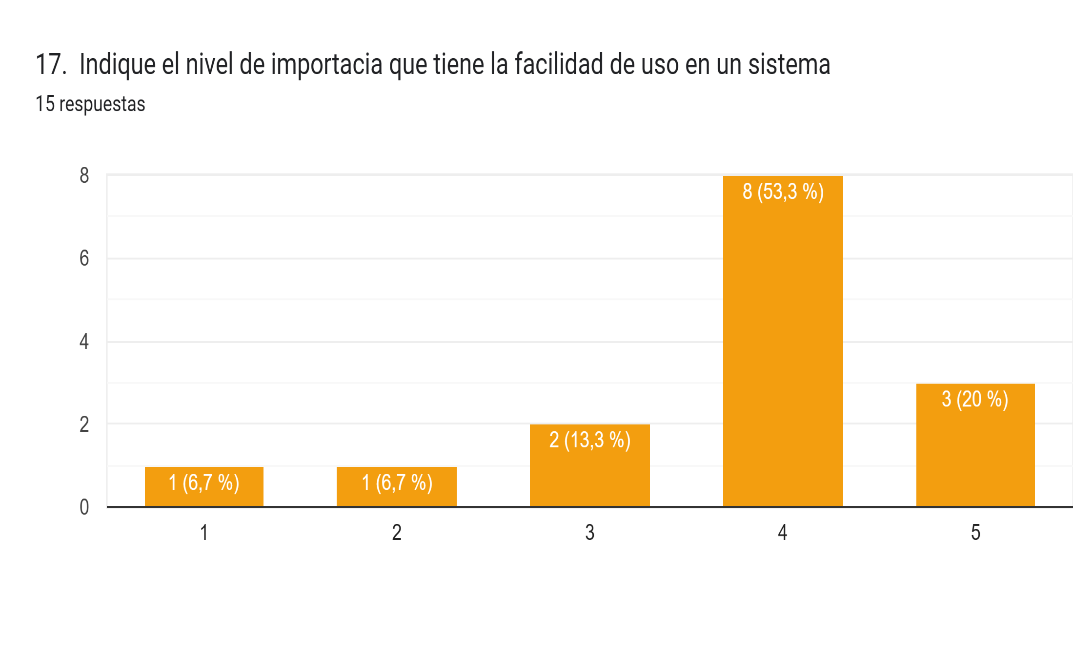 17. Indique el nivel de importacia que tiene la facilidad de uso en un sistema
15 respuestas
8
6
4
2
0
1 (6,7 %)
1 (6,7 %)
2 (13,3 %)
8 (53,3 %)
3 (20 %)
1
2
3
4
5